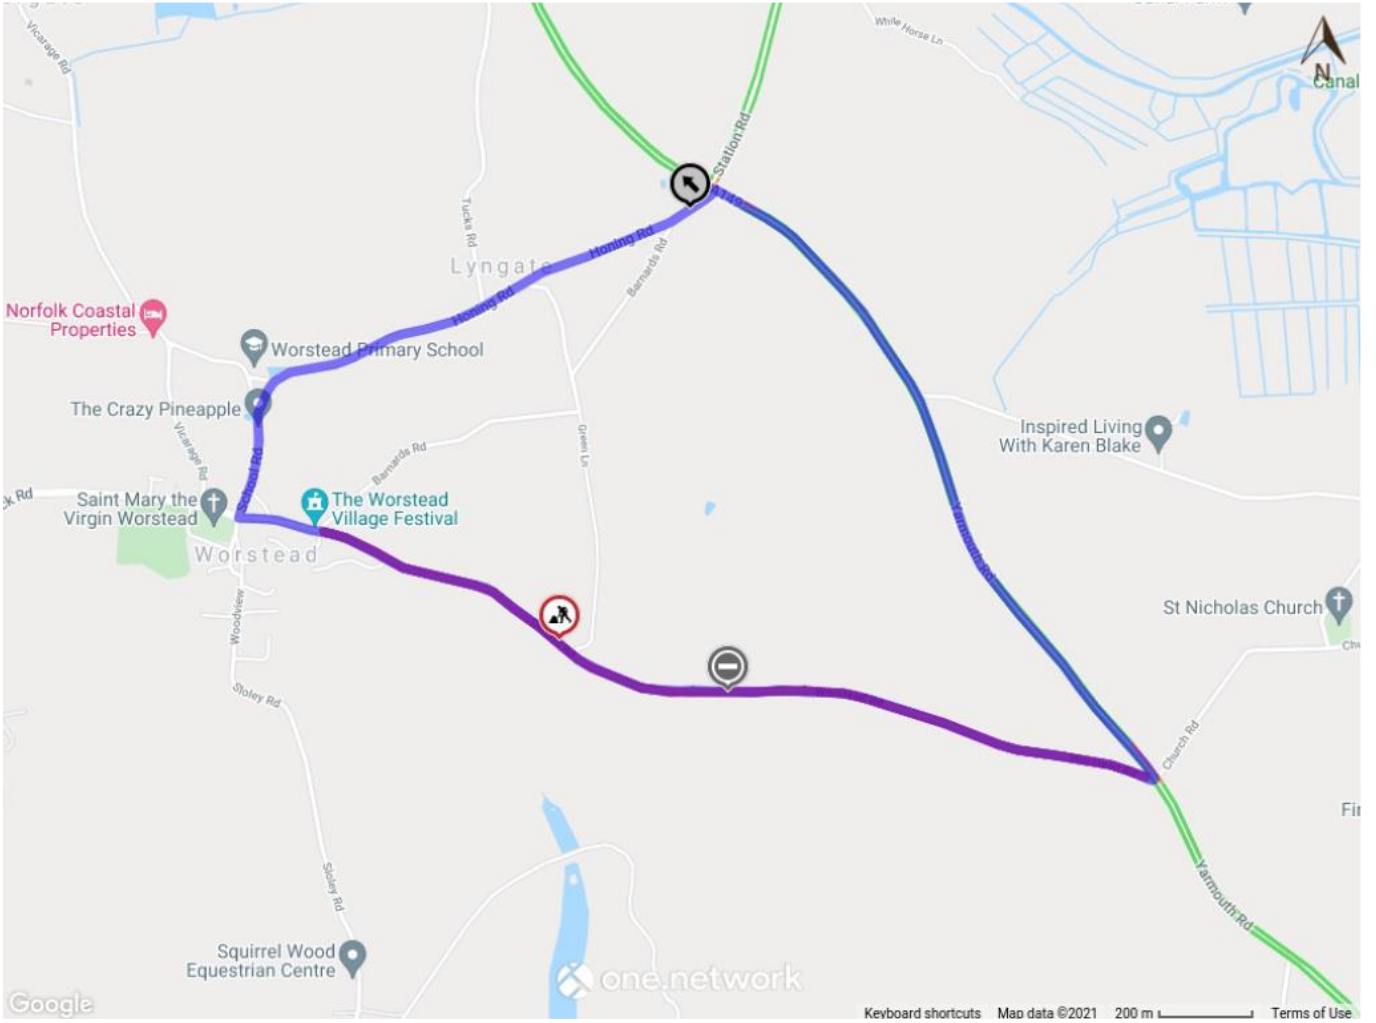 Vicarage Rd
While Horse Ln
N
Canal
Station Rd
A149
Tucks Rd
Honing Rd
Lyngate
Barnards Rd
Honing Rd
Norfolk Coastal
Properties
Worstead Primary School
The Crazy Pineapple
Vicarage Rd
School Rd
Barnards Rd
Green Ln
Inspired Living
With Karen Blake
ck Rd
Saint Mary the
Virgin Worstead
The Worstead
Village Festival
Worstead
Yarmouth Rd
Woodview
St Nicholas Church
Sloley Rd
Church Rd
Sloley Rd
Yarmouth Rd
Squirrel Wood
Equestrian Centre
one.network
Google
Keyboard shortcuts
Map data ©2021
200 m
Terms of Use